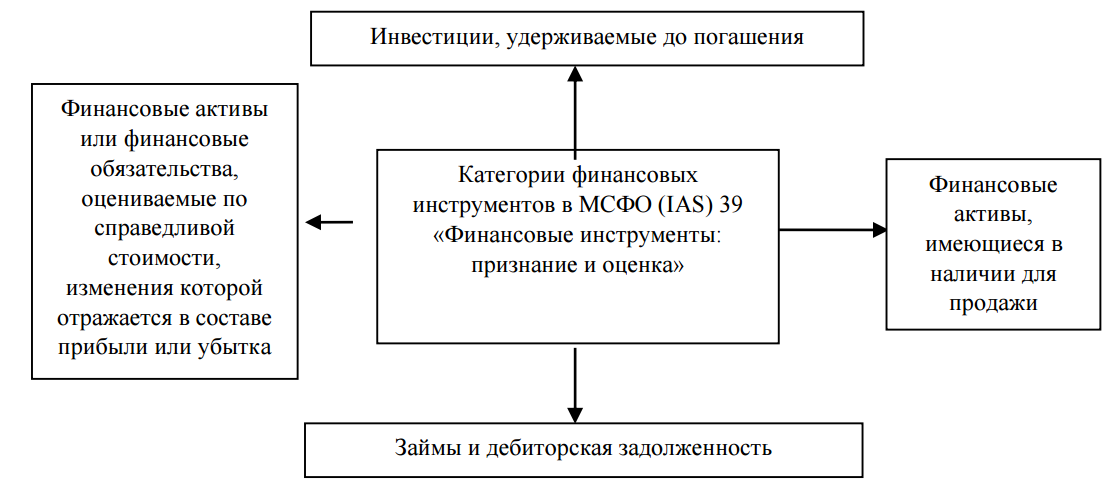 Инвестиции, удерживаемые до погашения
Финансовые активы
или финансовые
обязательства,
оцениваемые по
справедливой
стоимости,
изменения которой
отражается в составе
прибыли или убытка
Категории финансовых
инструментов в МСФО (IAS) 39
«Финансовые инструменты:
признание и оценка»
Финансовые
активы,
имеющиеся в
наличии для
продажи
Займы и дебиторская задолженность